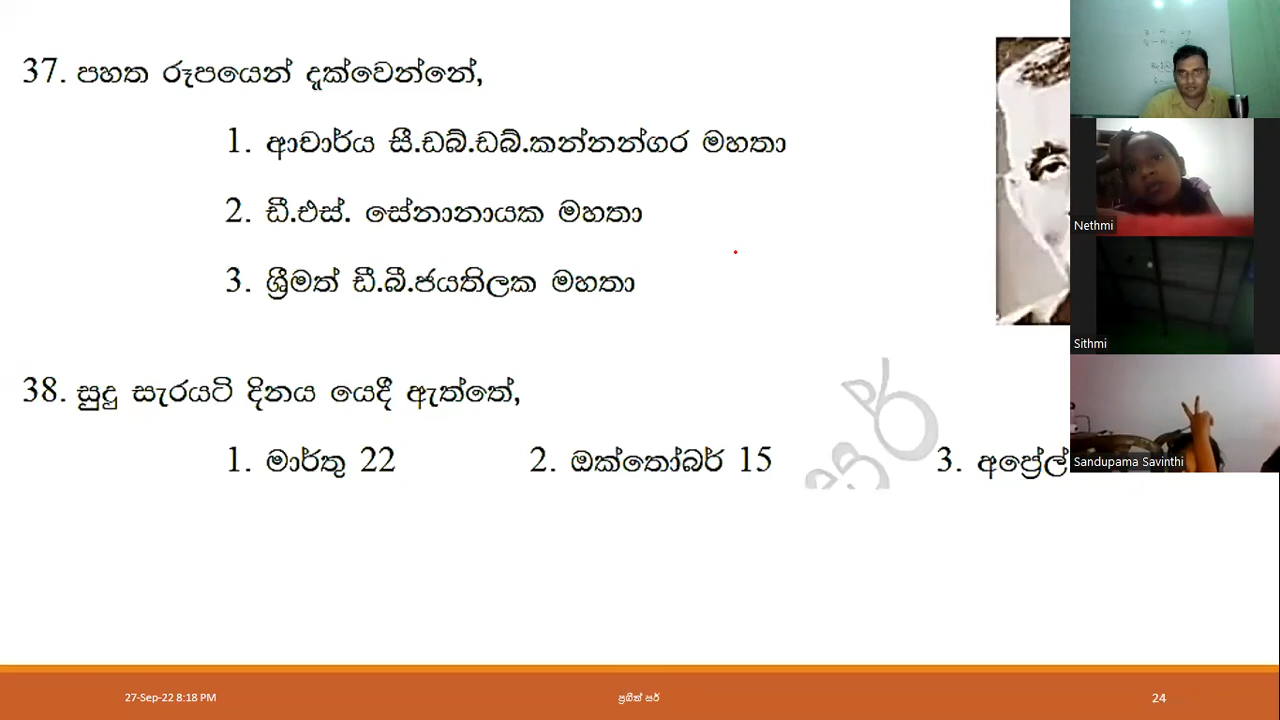 37. පහත රූපයෙන් දැක්වෙන්නේ,
1. ආචාර්ය සී.ඩබ්.ඩබ්.කන්නන්ගර මහතා
2. ඩී.එස්. සේනානායක මහතා
3. ශ්‍රීමත් ඩී.බී.ජයතිලක මහතා
38. සුදු සැරයටි දිනය යෙදී ඇත්තේ,
1. මාර්තු 22 2. ඔක්තෝබර් 15 3. අප්‍රේල්
Nethmi
Sithmi
Sandupama Savinthi
27-Sep-22 8:18 PM ප්‍රගිත් සර් 24